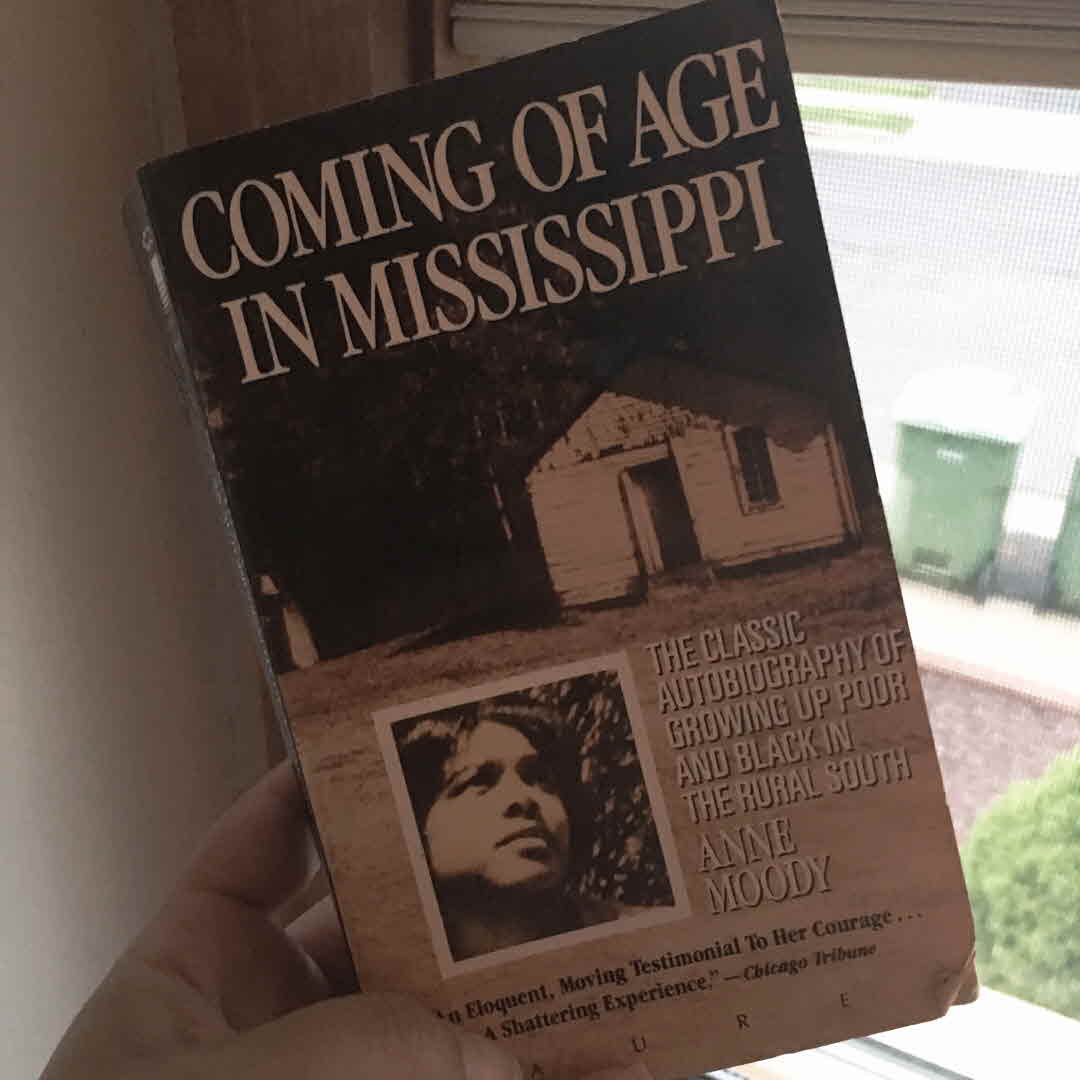 COMING OF AGE
IN MISSISSIPPI
THE CLASSIC
AUTOBIOGRAPHY OF
GROWING UP POOR
AND BLACK IN
THE RURAL SOUTH
ANNE
MOODY
Eloquent, Moving Testimonial To Her Courage...
A Shattering Experience." —Chicago Tribune